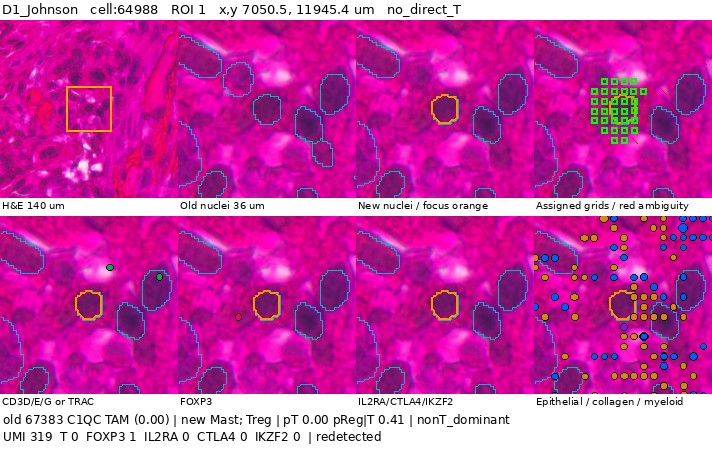 D1_Johnson cell:64988 ROI 1 x,y 7050.5, 11945.4 um no_direct_T
H&E 140 um
Old nuclei 36 um
New nuclei / focus orange
Assigned grids / red ambiguity
CD3D/E/G or TRAC
FOXP3
IL2RA/CTLA4/IKZF2
Epithelial / collagen / myeloid
old 67383 C1QC TAM (0.00) | new Mast; Treg | pT 0.00 pReg|T 0.41 | nonT_dominant
UMI 319 T 0 FOXP3 1 IL2RA 0 CTLA4 0 IKZF2 0 | redetected